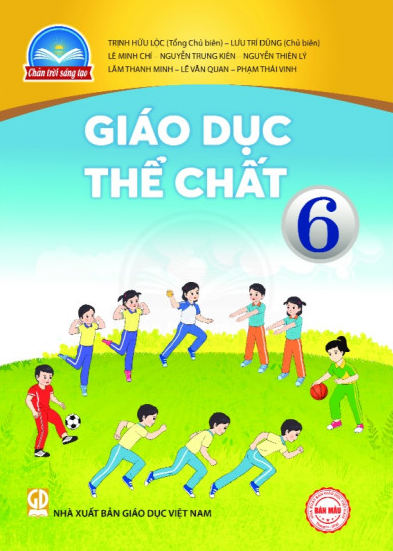 TRỊNH HỮU LỘC (Tổng Chủ biên) – LƯU TRÍ DŨNG (Chủ biên)
LÊ MINH CHÍ NGUYỄN TRUNG KIÊN NGUYỄN THIÊN LÝ
LÂM THANH MINH – LÊ VĂN QUAN – PHẠM THÁI VINH
Chân trời sáng tạo
GIÁO DỤC
THỂ CHẤT
6
GD
NHÀ XUẤT BẢN GIÁO DỤC VIỆT NAM
BẢN MẪU